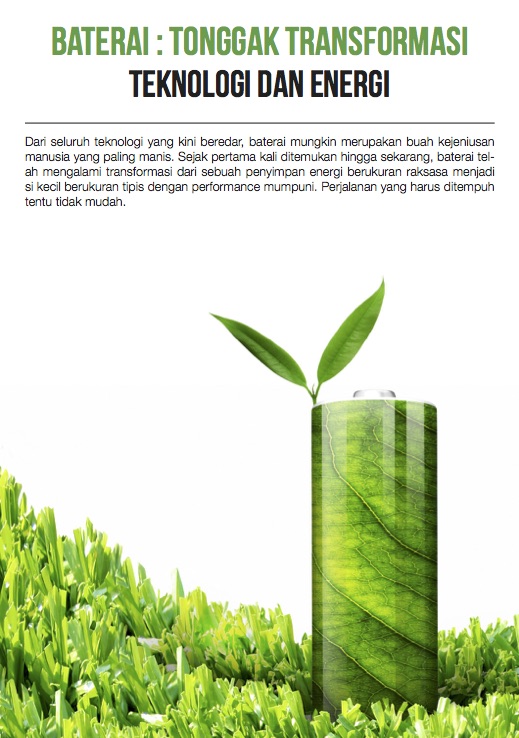 BATERAI : TONGGAK TRANSFORMASI
TEKNOLOGI DAN ENERGI
Dari seluruh teknologi yang kini beredar, baterai mungkin merupakan buah kejeniusan
manusia yang paling manis. Sejak pertama kali ditemukan hingga sekarang, baterai tel-
ah mengalami transformasi dari sebuah penyimpan energi berukuran raksasa menjadi
si kecil berukuran tipis dengan performance mumpuni. Perjalanan yang harus ditempuh
tentu tidak mudah.